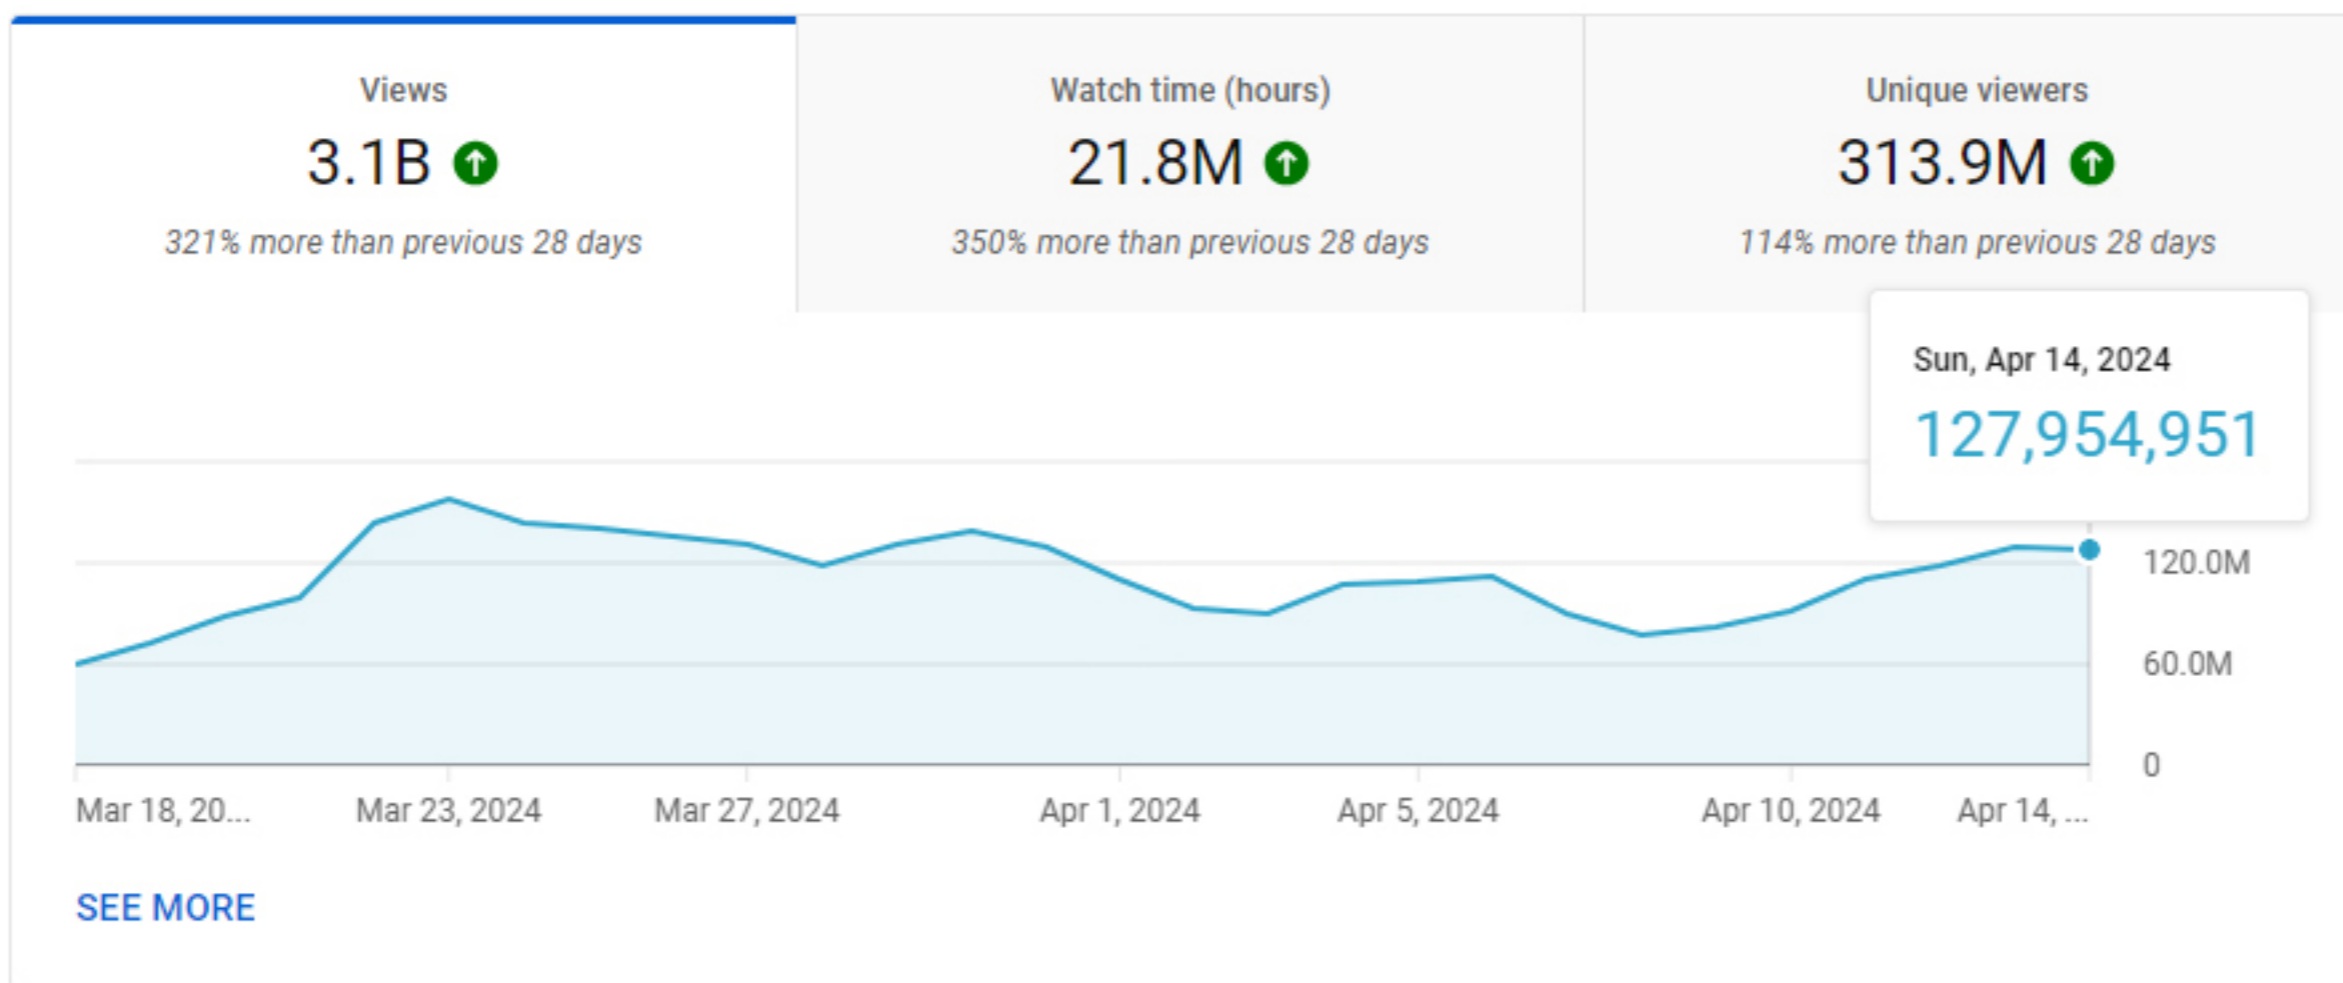 Views
3.1B
321% more than previous 28 days
Watch time (hours)
21.8M
350% more than previous 28 days
Unique viewers
313.9M
114% more than previous 28 days
Sun, Apr 14, 2024
127,954,951
120.0M
60.0M
0
Mar 18, 20...
Mar 23, 2024
Mar 27, 2024
Apr 1, 2024
Apr 5, 2024
Apr 10, 2024
Apr 14, ...
SEE MORE